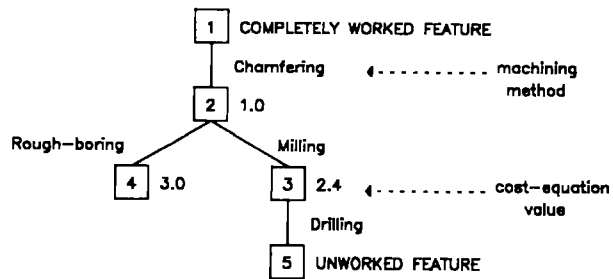 1 COMPLETELY WORKED FEATURE
Chamfering machining
method
2 1.0
Rough-boring Milling
4 3.0 3 2.4 cost-equation
value
Drilling
5 UNWORKED FEATURE